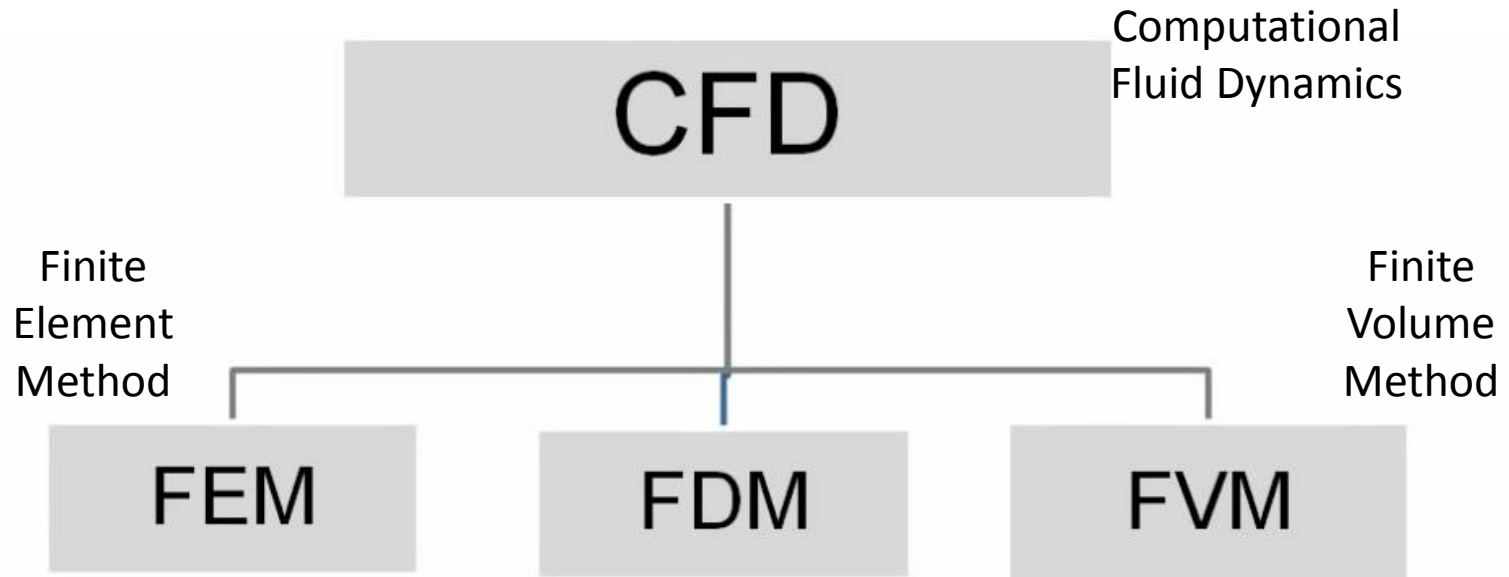 Computational
Fluid Dynamics
CFD
Finite
Element
Method
Finite
Volume
Method
FEM
FDM
FVM